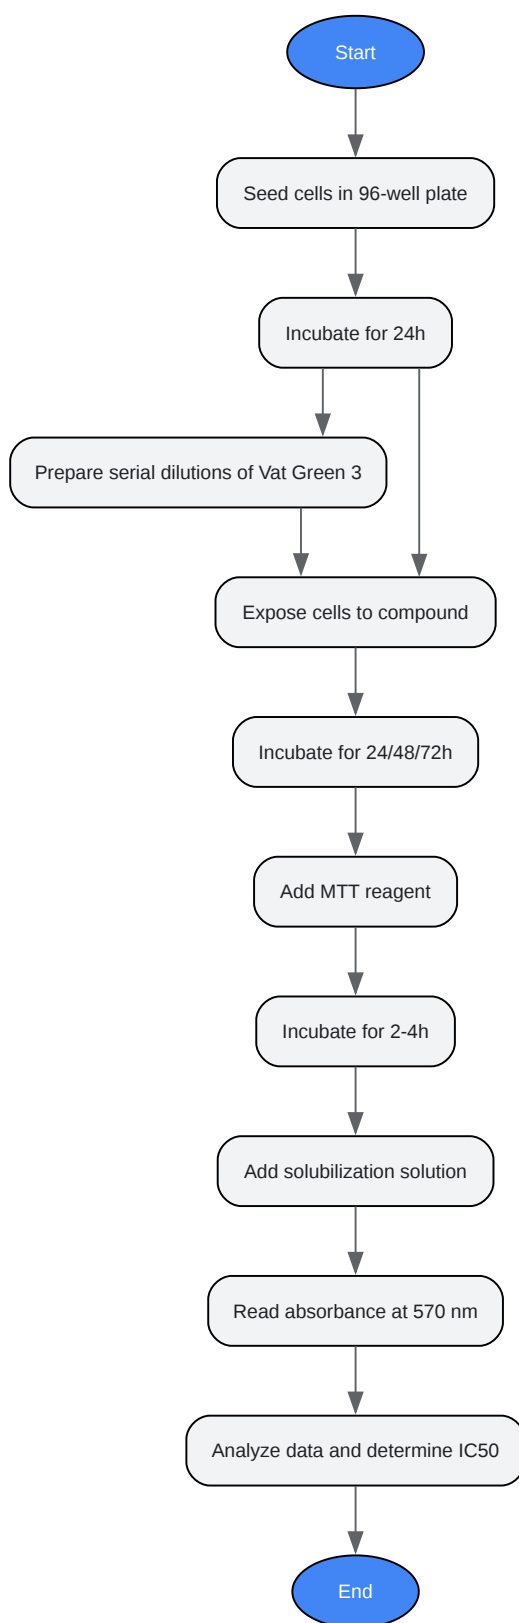 Start
Seed cells in 96-well plate
Incubate for 24h
Prepare serial dilutions of Vat Green 3
Expose cells to compound
Incubate for 24/48/72h
Add MTT reagent
Incubate for 2-4h
Add solubilization solution
Read absorbance at 570 nm
Analyze data and determine IC50
End